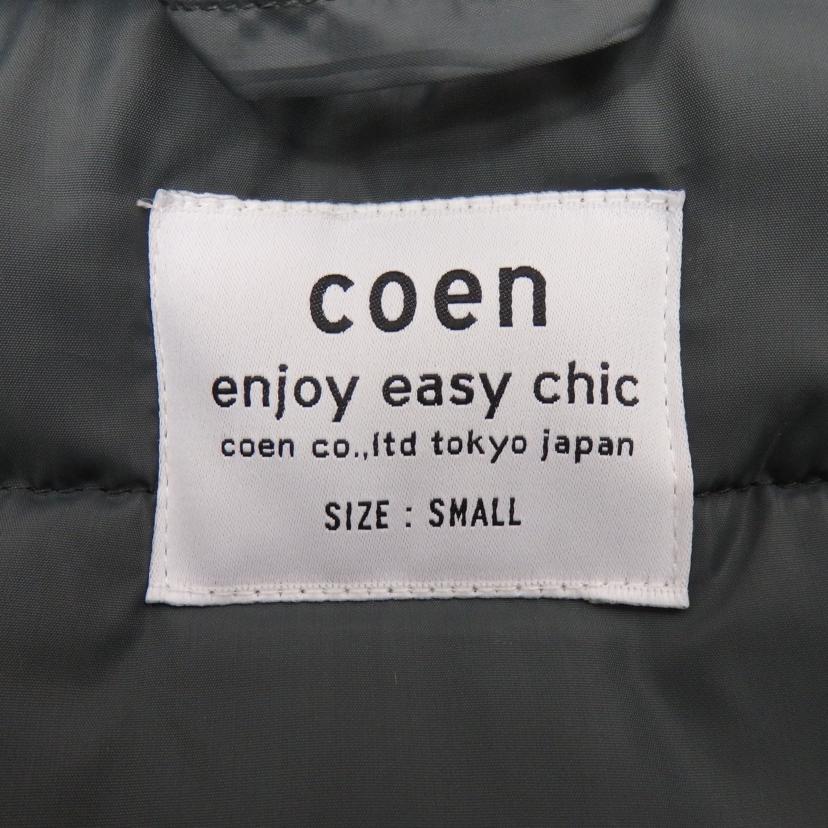 coen
enjoy easy chic
coen co.,ltd tokyo japan
SIZE : SMALL